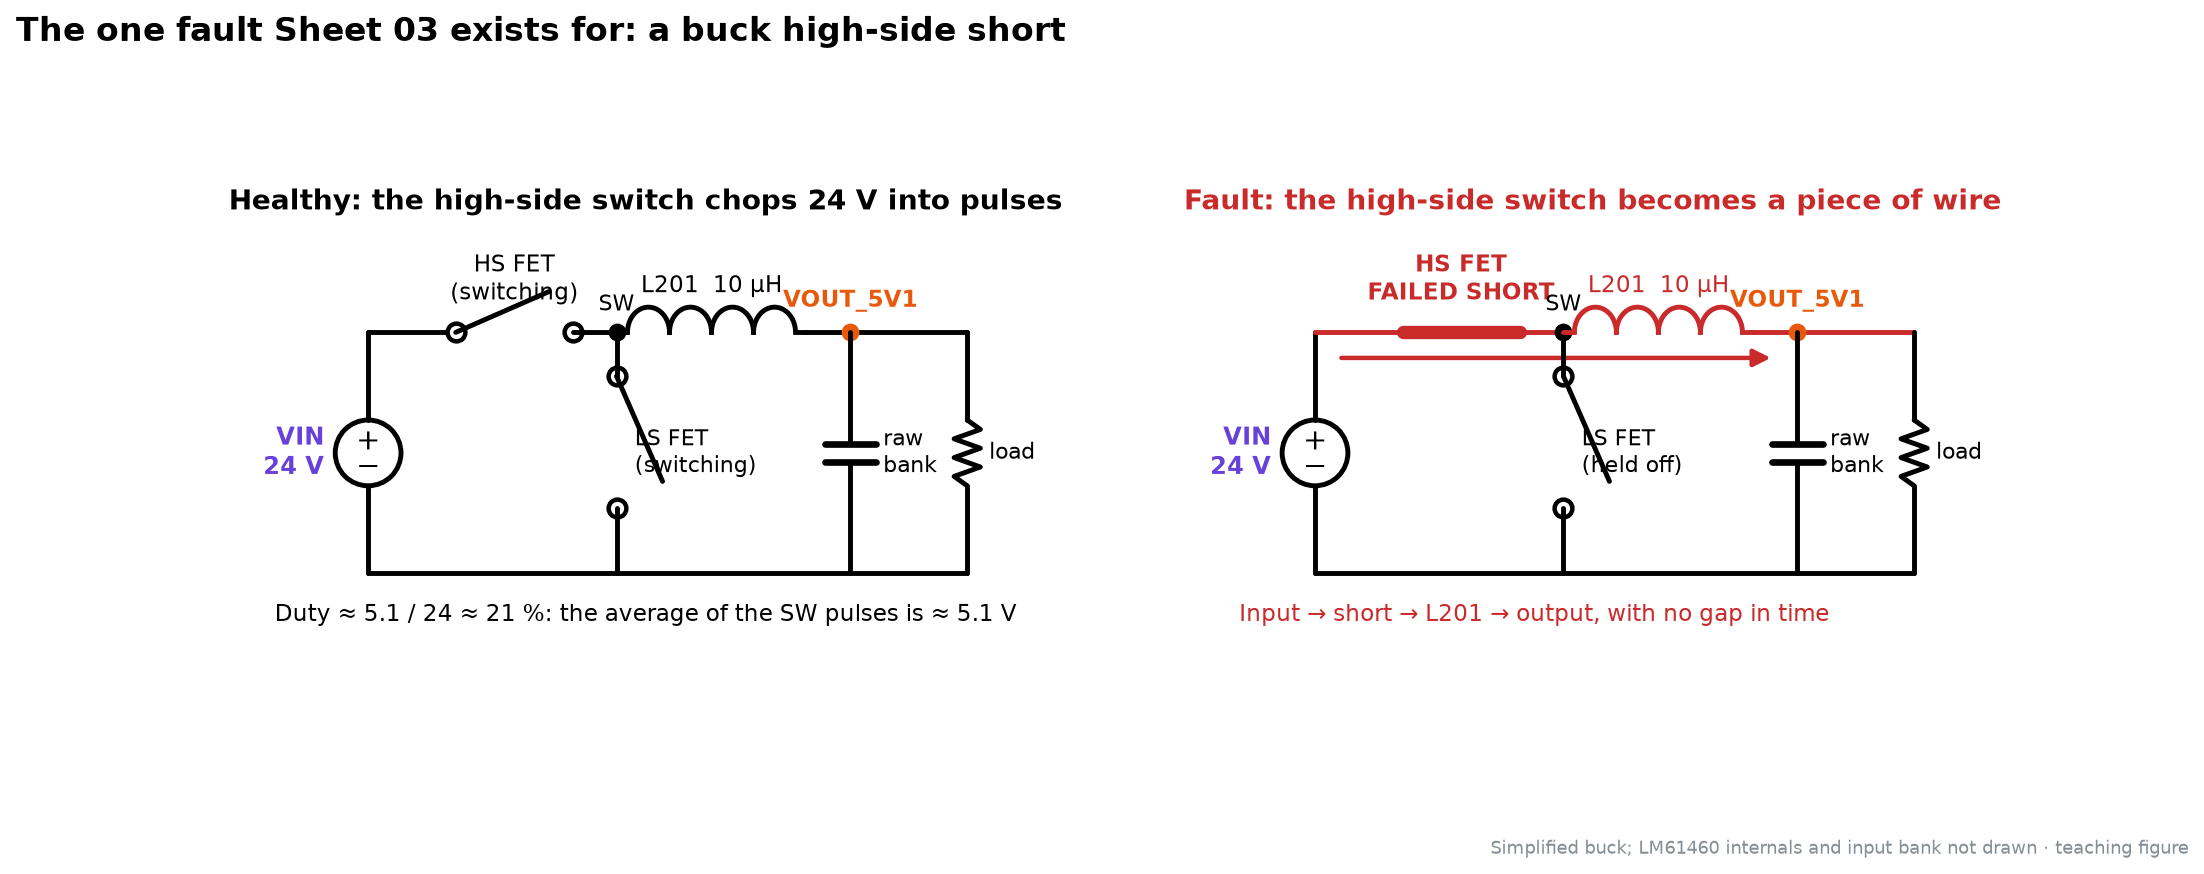 The one fault Sheet 03 exists for: a buck high-side short
Healthy: the high-side switch chops 24 V into pulses
HS FET
(switching)
SW
L201  10 µH
VOUT_5V1
VIN
24 V
+
−
LS FET
(switching)
raw
bank
load
Duty ≈ 5.1 / 24 ≈ 21 %: the average of the SW pulses is ≈ 5.1 V
Fault: the high-side switch becomes a piece of wire
HS FET
FAILED SHORT
SW
L201  10 µH
VOUT_5V1
VIN
24 V
+
−
LS FET
(held off)
raw
bank
load
Input → short → L201 → output, with no gap in time
Simplified buck; LM61460 internals and input bank not drawn · teaching figure